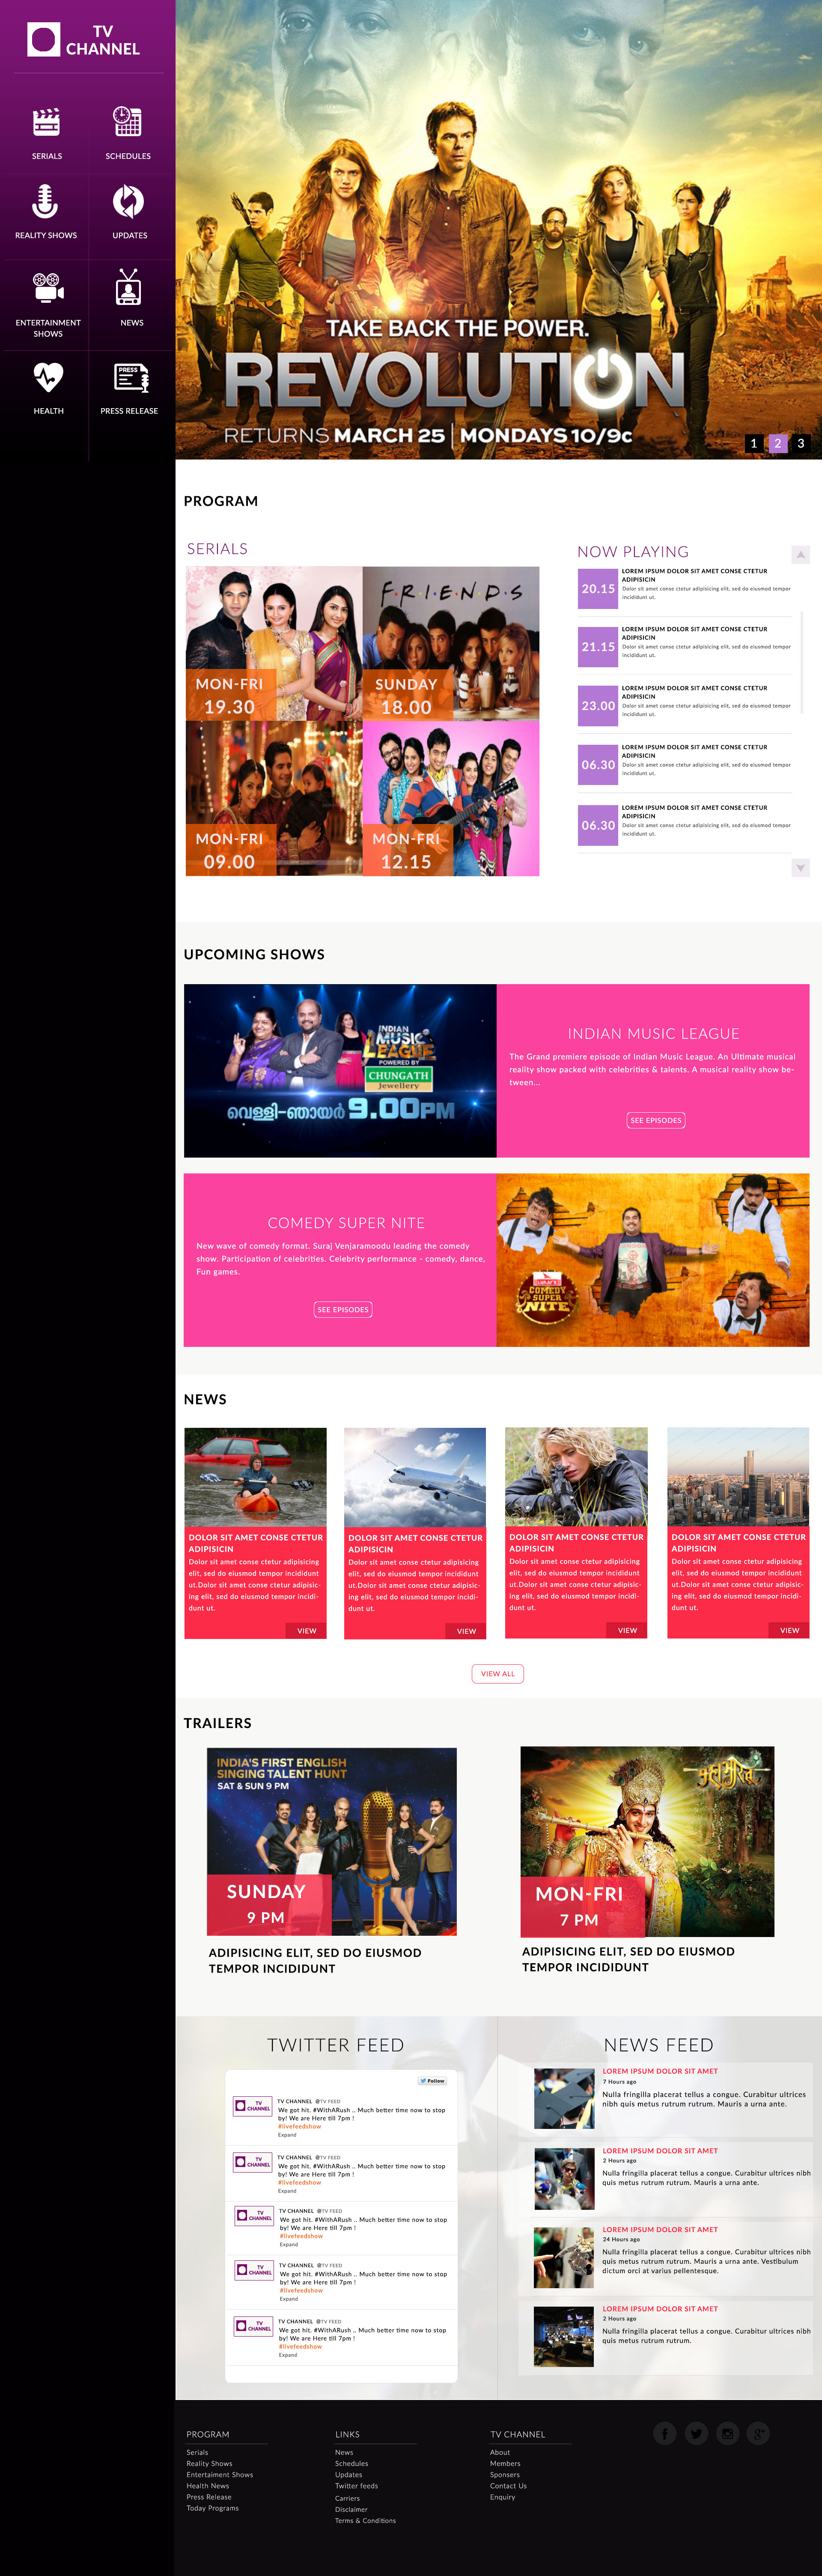 TV
CHANNEL
SERIALS
SCHEDULES
REALITY SHOWS
UPDATES
ENTERTAINMENT
SHOWS
NEWS
HEALTH
PRESS
PRESS RELEASE
TAKE BACK THE POWER.
REVOLUTION
RETURNS MARCH 25 | MONDAYS 10/9c
1 2 3
PROGRAM
SERIALS
MON-FRI
19.30
F·R·I·E·N·D·S
SUNDAY
18.00
MON-FRI
09.00
MON-FRI
12.15
NOW PLAYING
20.15
LOREM IPSUM DOLOR SIT AMET CONSE CTETUR
ADIPISICIN
Dolor sit amet conse ctetur adipisicing elit, sed do eiusmod tempor
incididunt ut.
21.15
LOREM IPSUM DOLOR SIT AMET CONSE CTETUR
ADIPISICIN
Dolor sit amet conse ctetur adipisicing elit, sed do eiusmod tempor
incididunt ut.
23.00
LOREM IPSUM DOLOR SIT AMET CONSE CTETUR
ADIPISICIN
Dolor sit amet conse ctetur adipisicing elit, sed do eiusmod tempor
incididunt ut.
06.30
LOREM IPSUM DOLOR SIT AMET CONSE CTETUR
ADIPISICIN
Dolor sit amet conse ctetur adipisicing elit, sed do eiusmod tempor
incididunt ut.
06.30
LOREM IPSUM DOLOR SIT AMET CONSE CTETUR
ADIPISICIN
Dolor sit amet conse ctetur adipisicing elit, sed do eiusmod tempor
incididunt ut.
UPCOMING SHOWS
INDIAN
MUSIC
LEAGUE
POWERED BY
CHUNGATH
Jewellery
വെള്ളി-ഞായർ 9.00PM
INDIAN MUSIC LEAGUE
The Grand premiere episode of Indian Music League. An Ultimate musical
reality show packed with celebrities & talents. A musical reality show be-
tween...
SEE EPISODES
COMEDY SUPER NITE
New wave of comedy format. Suraj Venjaramoodu leading the comedy
show. Participation of celebrities. Celebrity performance - comedy, dance,
Fun games.
SEE EPISODES
COMEDY
SUPER
NITE
NEWS
DOLOR SIT AMET CONSE CTETUR
ADIPISICIN
Dolor sit amet conse ctetur adipisicing
elit, sed do eiusmod tempor incididunt
ut.Dolor sit amet conse ctetur adipisic-
ing elit, sed do eiusmod tempor incidi-
dunt ut.
VIEW
DOLOR SIT AMET CONSE CTETUR
ADIPISICIN
Dolor sit amet conse ctetur adipisicing
elit, sed do eiusmod tempor incididunt
ut.Dolor sit amet conse ctetur adipisic-
ing elit, sed do eiusmod tempor incidi-
dunt ut.
VIEW
DOLOR SIT AMET CONSE CTETUR
ADIPISICIN
Dolor sit amet conse ctetur adipisicing
elit, sed do eiusmod tempor incididunt
ut.Dolor sit amet conse ctetur adipisic-
ing elit, sed do eiusmod tempor incidi-
dunt ut.
VIEW
DOLOR SIT AMET CONSE CTETUR
ADIPISICIN
Dolor sit amet conse ctetur adipisicing
elit, sed do eiusmod tempor incididunt
ut.Dolor sit amet conse ctetur adipisic-
ing elit, sed do eiusmod tempor incidi-
dunt ut.
VIEW
VIEW ALL
TRAILERS
INDIA'S FIRST ENGLISH
SINGING TALENT HUNT
SAT & SUN 9 PM
SUNDAY
9 PM
ADIPISICING ELIT, SED DO EIUSMOD
TEMPOR INCIDIDUNT
महाभारत
MON-FRI
7 PM
ADIPISICING ELIT, SED DO EIUSMOD
TEMPOR INCIDIDUNT
TWITTER FEED
Follow
TV
CHANNEL
TV CHANNEL @TV FEED
We got hit. #WithARush .. Much better time now to stop
by! We are Here till 7pm !
#livefeedshow
Expand
TV
CHANNEL
TV CHANNEL @TV FEED
We got hit. #WithARush .. Much better time now to stop
by! We are Here till 7pm !
#livefeedshow
Expand
TV
CHANNEL
TV CHANNEL @TV FEED
We got hit. #WithARush .. Much better time now to stop
by! We are Here till 7pm !
#livefeedshow
Expand
TV
CHANNEL
TV CHANNEL @TV FEED
We got hit. #WithARush .. Much better time now to stop
by! We are Here till 7pm !
#livefeedshow
Expand
TV
CHANNEL
TV CHANNEL @TV FEED
We got hit. #WithARush .. Much better time now to stop
by! We are Here till 7pm !
#livefeedshow
Expand
NEWS FEED
LOREM IPSUM DOLOR SIT AMET
7 Hours ago
Nulla fringilla placerat tellus a congue. Curabitur ultrices
nibh quis metus rutrum rutrum. Mauris a urna ante.
LOREM IPSUM DOLOR SIT AMET
2 Hours ago
Nulla fringilla placerat tellus a congue. Curabitur ultrices nibh
quis metus rutrum rutrum. Mauris a urna ante.
LOREM IPSUM DOLOR SIT AMET
24 Hours ago
Nulla fringilla placerat tellus a congue. Curabitur ultrices nibh
quis metus rutrum rutrum. Mauris a urna ante. Vestibulum
dictum orci at varius pellentesque.
LOREM IPSUM DOLOR SIT AMET
2 Hours ago
Nulla fringilla placerat tellus a congue. Curabitur ultrices nibh
quis metus rutrum rutrum.
PROGRAM
Serials
Reality Shows
Entertaiment Shows
Health News
Press Release
Today Programs
LINKS
News
Schedules
Updates
Twitter feeds
Carriers
Disclaimer
Terms & Conditions
TV CHANNEL
About
Members
Sponsers
Contact Us
Enquiry